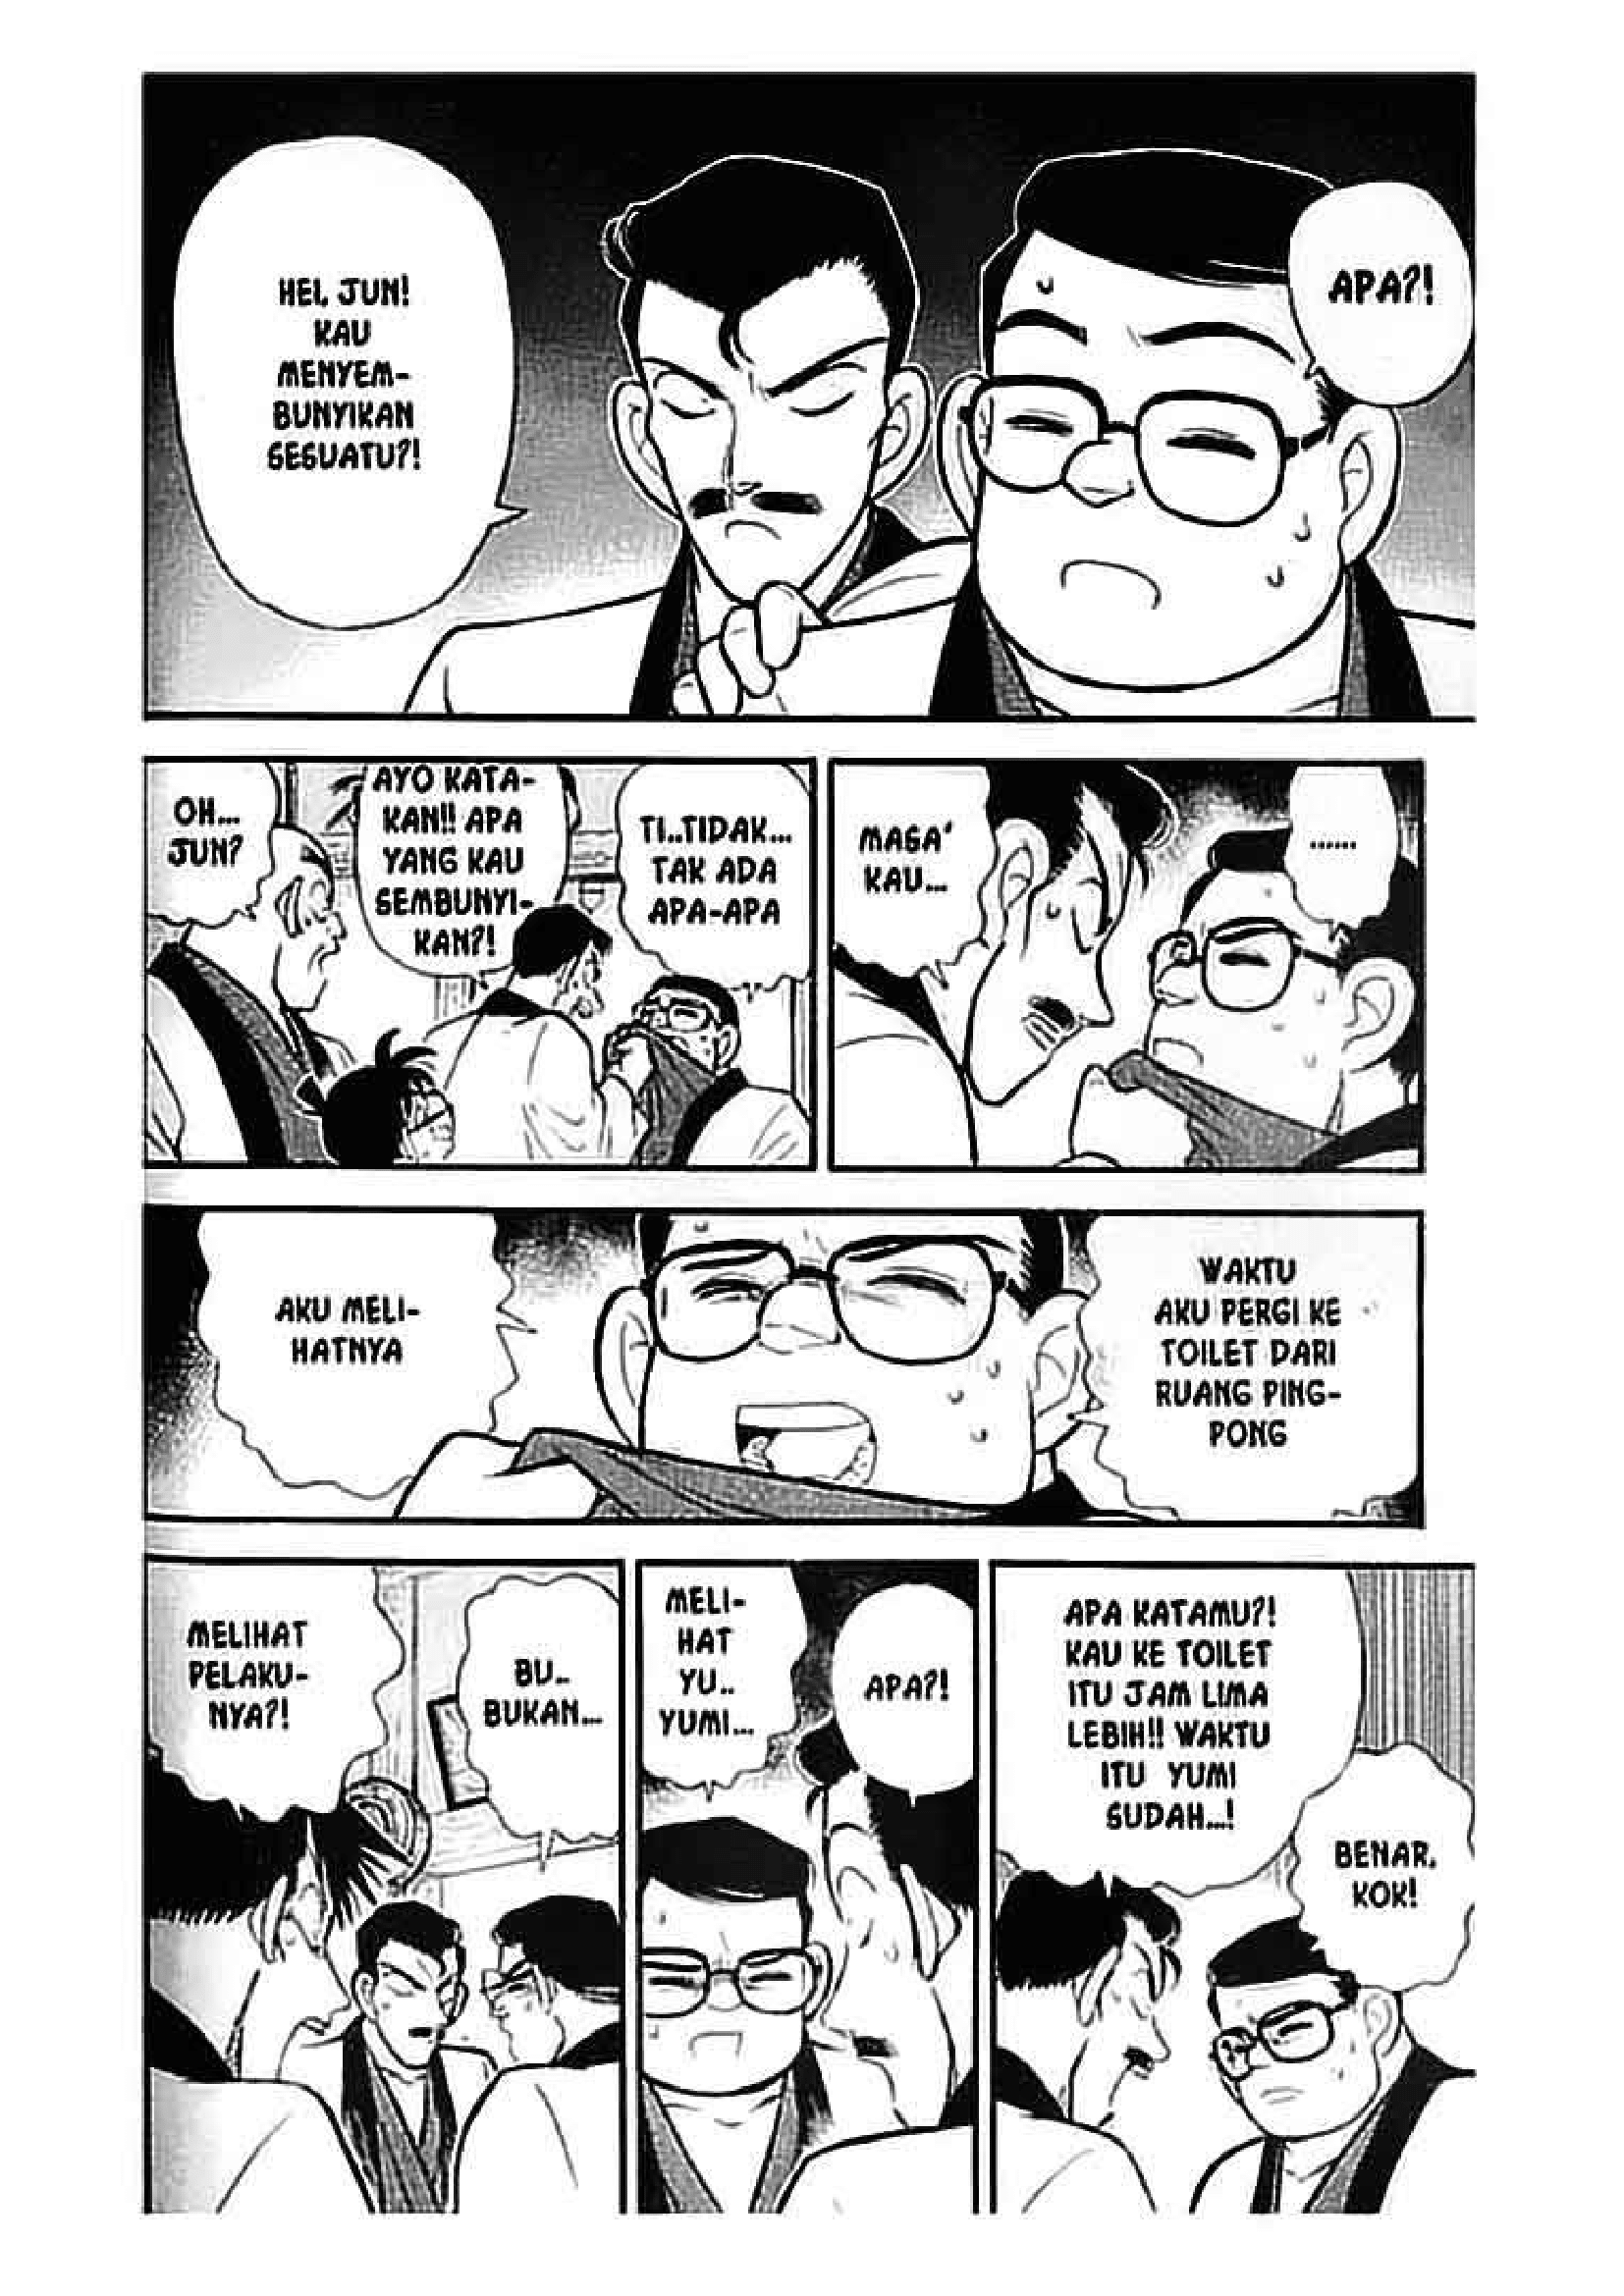 HEI, JUN!
KAU
MENYEM-
BUNYIKAN
SESUATU?!
APA?!
OH...
JUN?
AYO KATA-
KAN!! APA
YANG KAU
SEMBUNYI-
KAN?!
TI..TIDAK...
TAK ADA
APA-APA
MASA'
KAU...
......
AKU MELI-
HATNYA
WAKTU
AKU PERGI KE
TOILET DARI
RUANG PING-
PONG
MELIHAT
PELAKU-
NYA?!
BU..
BUKAN...
MELI-
HAT
YU..
YUMI...
APA?!
APA KATAMU?!
KAU KE TOILET
ITU JAM LIMA
LEBIH!! WAKTU
ITU YUMI
SUDAH...!
BENAR,
KOK!